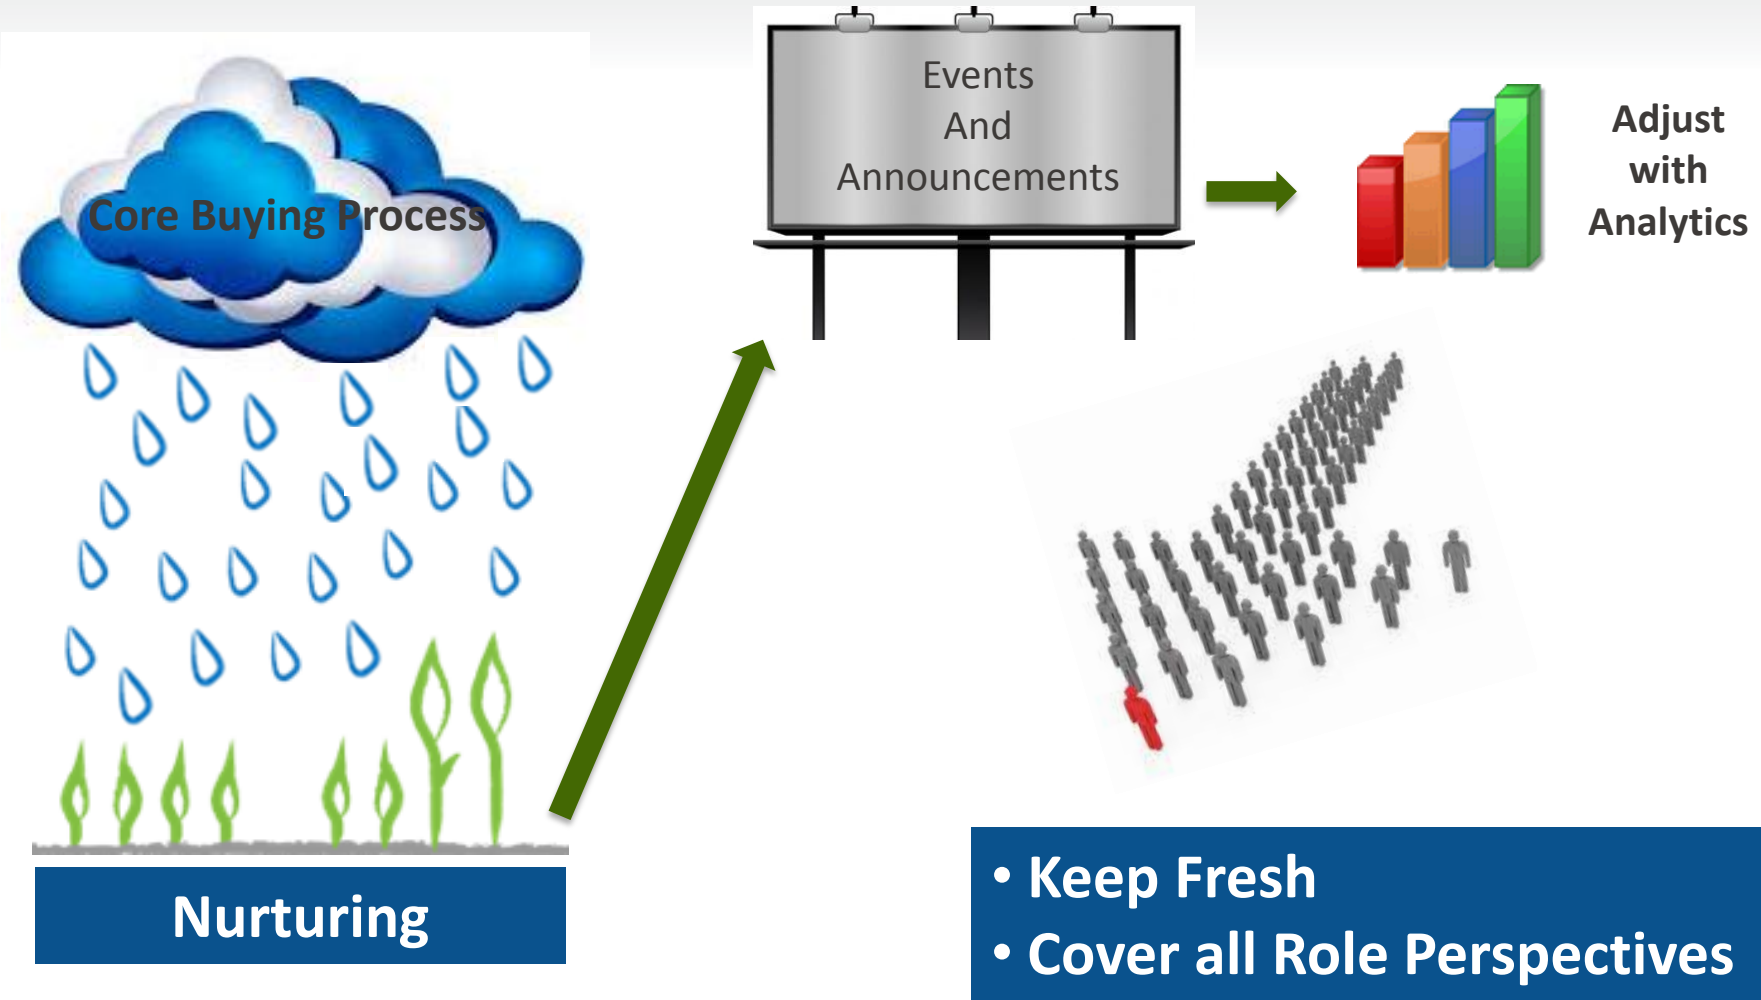 Core Buying Process
Events
And
Announcements
Adjust
with
Analytics
Nurturing
• Keep Fresh
• Cover all Role Perspectives